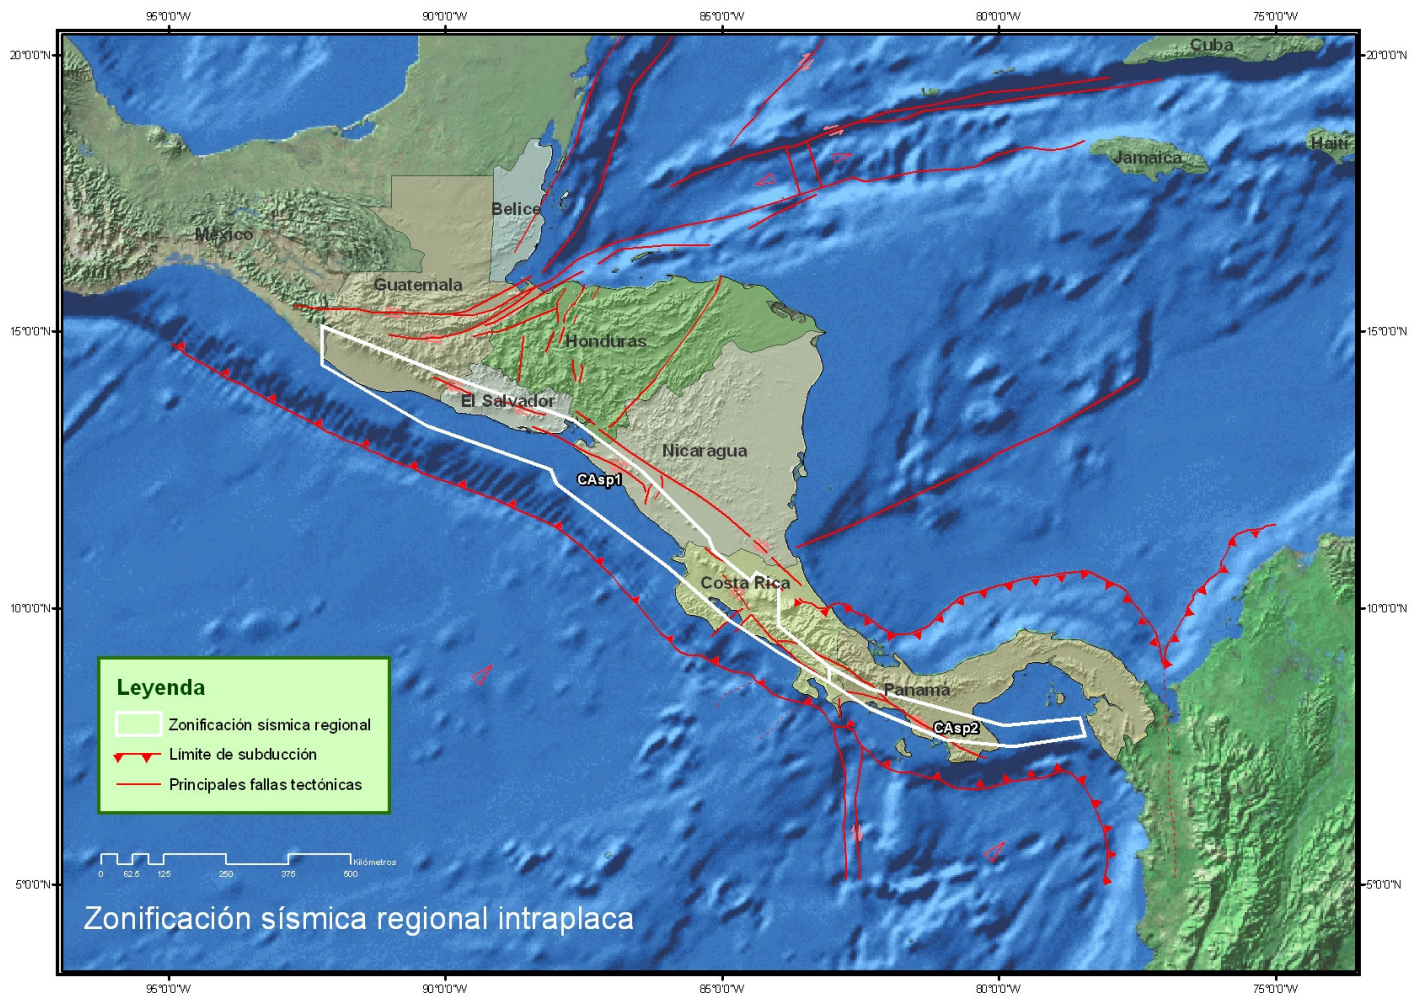 95°0'0"W 90°0'0"W 85°0'0"W 80°0'0"W 75°0'0"W
20°0'0"N 20°0'0"N
Cuba
Haití
Jamaica
Belice
México
Guatemala
15°0'0"N 15°0'0"N
Honduras
El Salvador
Nicaragua
CAsp1
Costa Rica
10°0'0"N 10°0'0"N
Panama
CAsp2
Leyenda
Zonificación sísmica regional
Límite de subducción
Principales fallas tectónicas
Kilómetros
0 62.5 125 250 375 500
5°0'0"N 5°0'0"N
Zonificación sísmica regional intraplaca
95°0'0"W 90°0'0"W 85°0'0"W 80°0'0"W 75°0'0"W